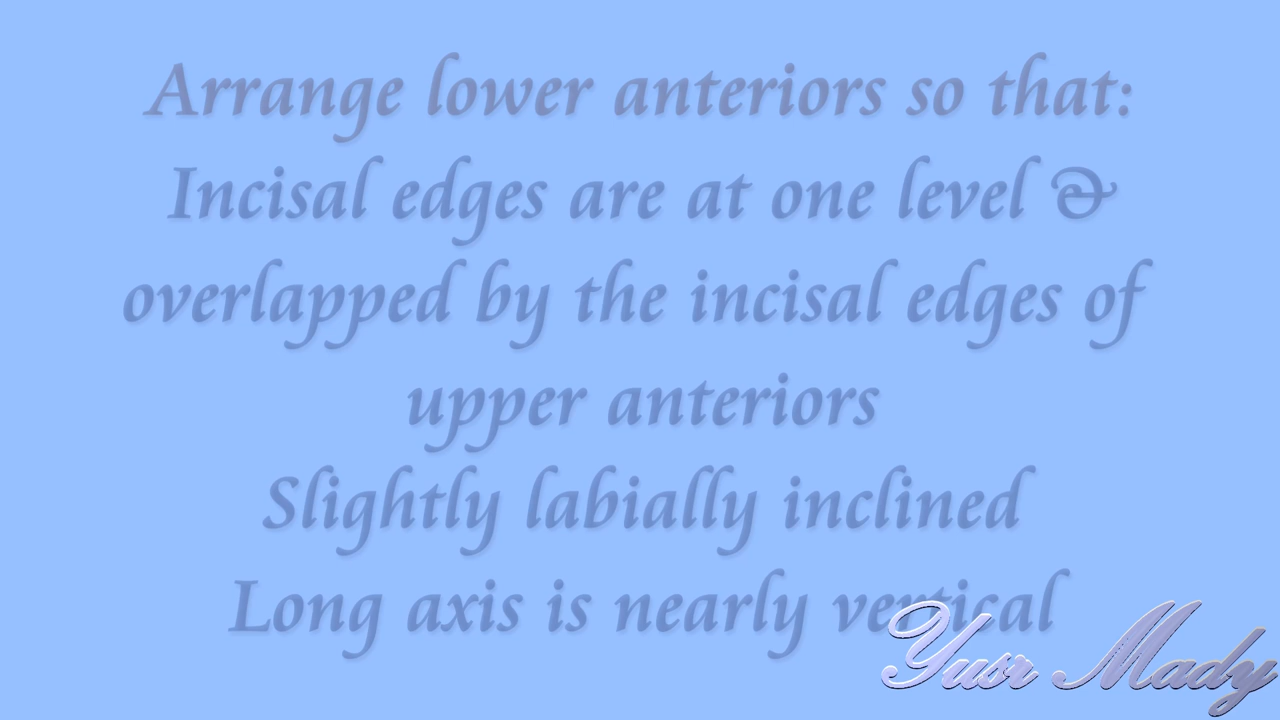 Arrange lower anteriors so that:
Incisal edges are at one level &
overlapped by the incisal edges of
upper anteriors
Slightly labially inclined
Long axis is nearly vertical
Yusr Mady